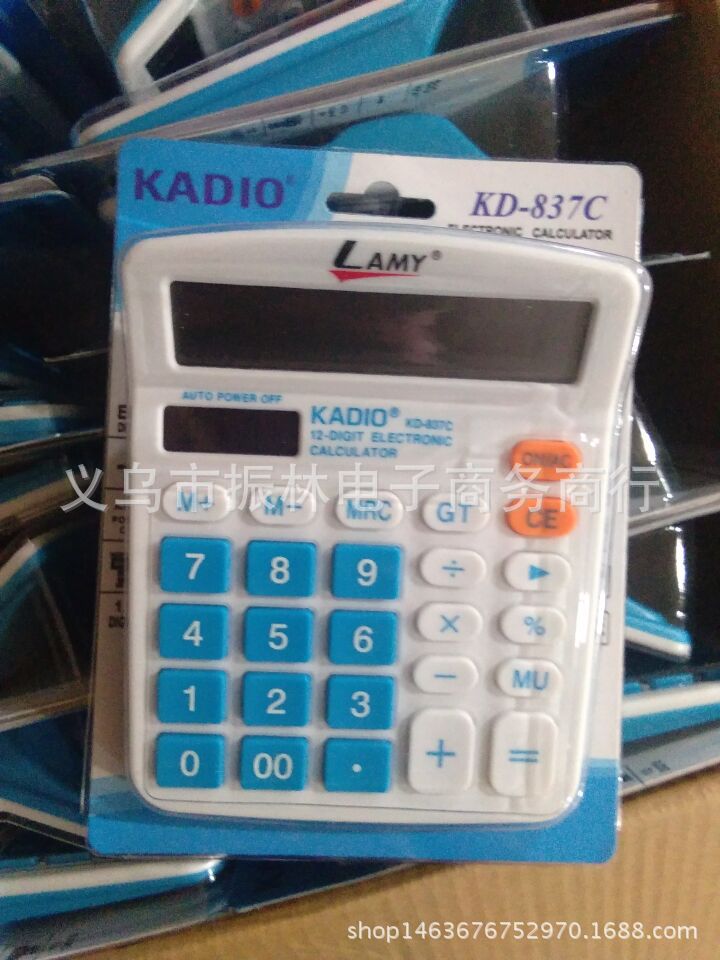 KADIO®
KD-837C
ELECTRONIC CALCULATOR
LAMY®
AUTO POWER OFF
KADIO® KD-837C
12-DIGIT ELECTRONIC
CALCULATOR
ON/AC
义乌市振林电子商务商行
M+ M- MRC GT CE
7 8 9 ÷ ▶
4 5 6 × %
1 2 3 - MU
0 00 · + =
shop1463676752970.1688.com